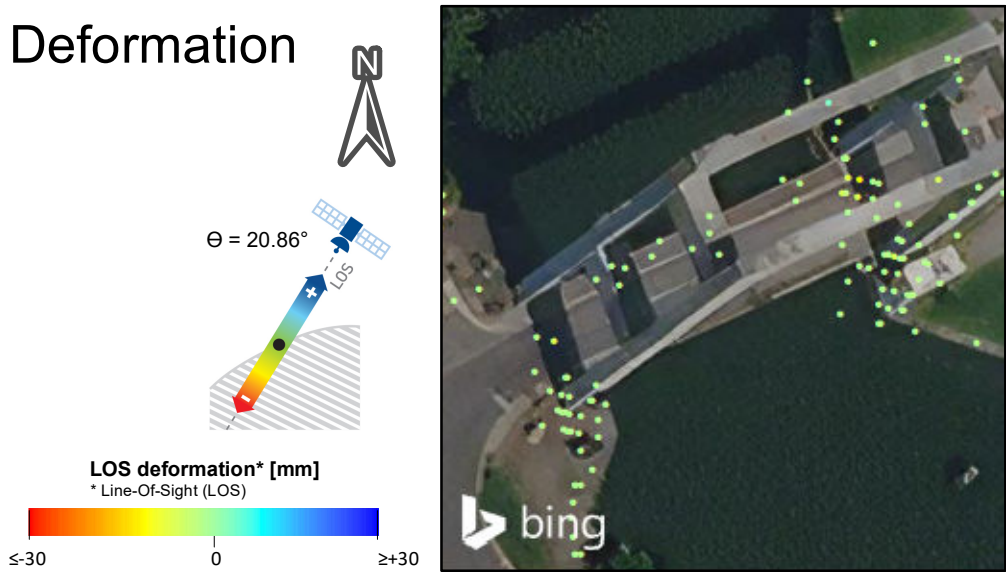 Deformation
N
Ɵ = 20.86°
LOS
+
-
LOS deformation* [mm]
* Line-Of-Sight (LOS)
≤-30 0 ≥+30
bing